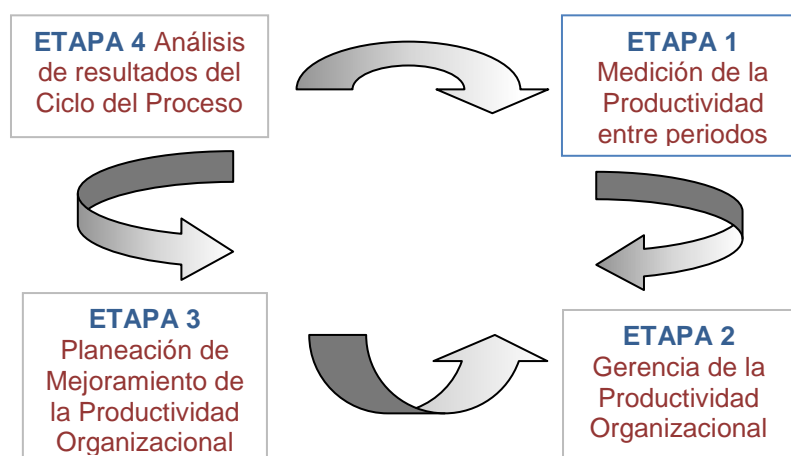 ETAPA 4 Análisis
de resultados del
Ciclo del Proceso
ETAPA 1
Medición de la
Productividad
entre periodos
ETAPA 3
Planeación de
Mejoramiento de
la Productividad
Organizacional
ETAPA 2
Gerencia de la
Productividad
Organizacional